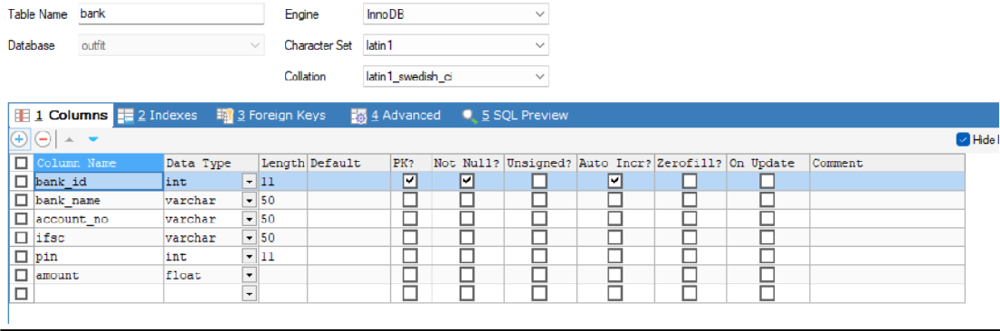 Table Name bank Engine InnoDB
Database outfit Character Set latin1
Collation latin1_swedish_ci
1 Columns 2 Indexes 3 Foreign Keys 4 Advanced 5 SQL Preview
Hide
Column Name Data Type Length Default PK? Not Null? Unsigned? Auto Incr? Zerofill? On Update Comment
bank_id int 11
bank_name varchar 50
account_no varchar 50
ifsc varchar 50
pin int 11
amount float